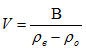 V = B / (ρ_в − ρ_о)